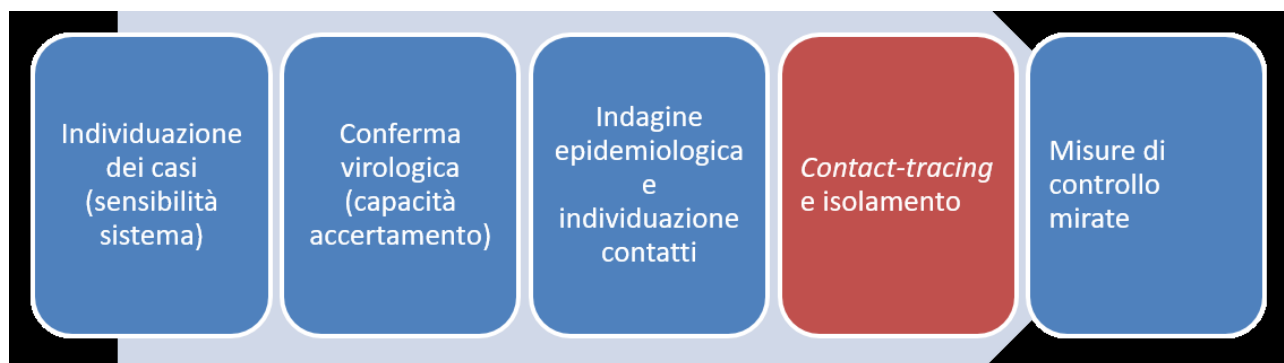 Individuazione
dei casi
(sensibilità
sistema)
Conferma
virologica
(capacità
accertamento)
Indagine
epidemiologica
e
individuazione
contatti
Contact-tracing
e isolamento
Misure di
controllo
mirate